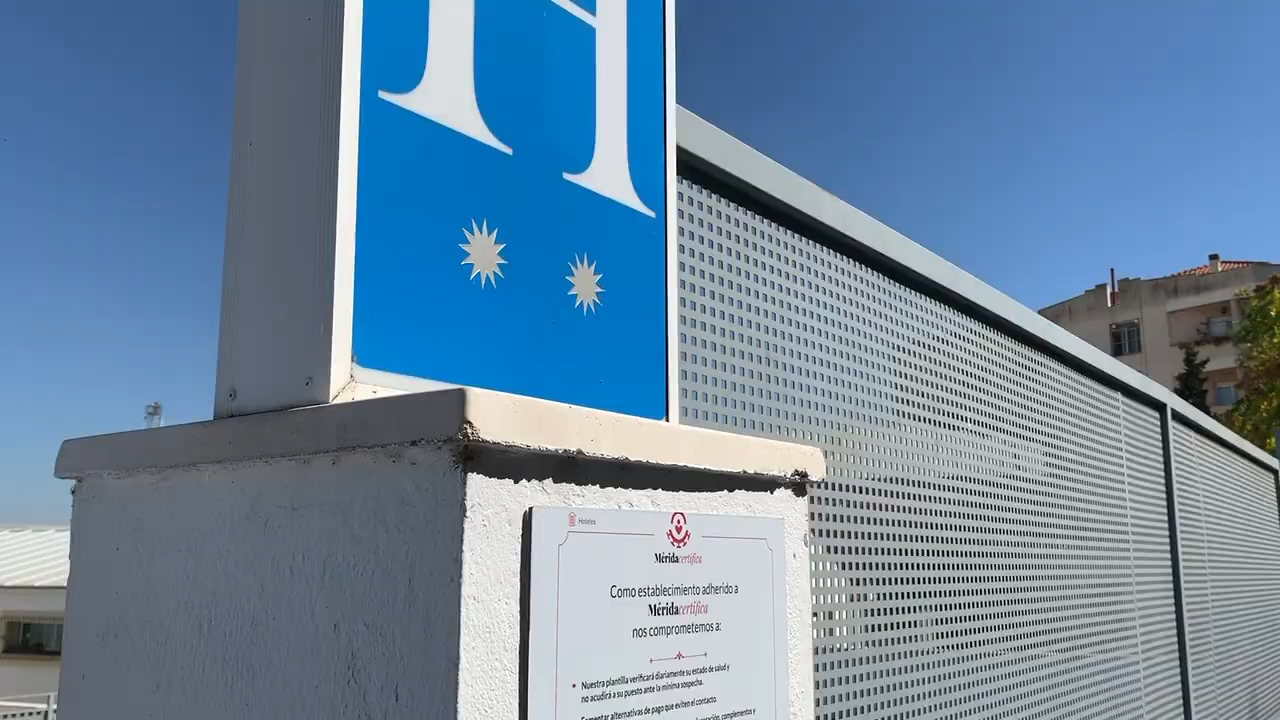 H
Hoteles
Méridacertifica
Como establecimiento adherido a
Méridacertifica
nos comprometemos a:
• Nuestra plantilla verificará diariamente su estado de salud y
no acudirá a su puesto ante la mínima sospecha.
Fomentar alternativas de pago que eviten el contacto.
complementos y